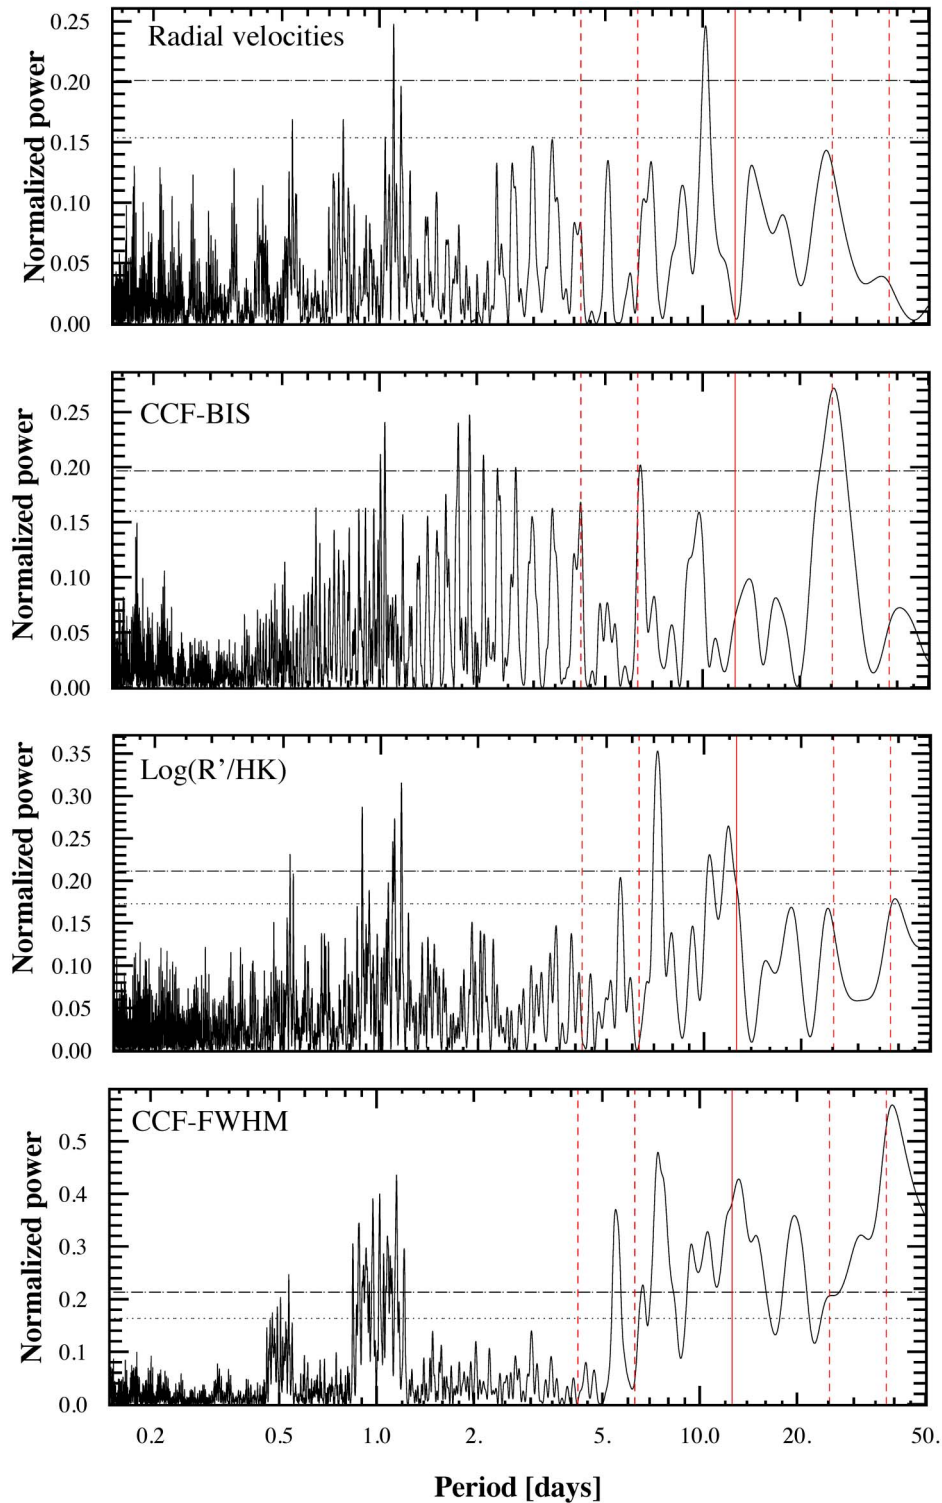 Radial velocities
Normalized power
0.25
0.20
0.15
0.10
0.05
0.00
CCF-BIS
Normalized power
0.25
0.20
0.15
0.10
0.05
0.00
Log(R'/HK)
Normalized power
0.35
0.30
0.25
0.20
0.15
0.10
0.05
0.00
CCF-FWHM
Normalized power
0.5
0.4
0.3
0.2
0.1
0.0
0.2 0.5 1.0 2. 5. 10.0 20. 50.
Period [days]